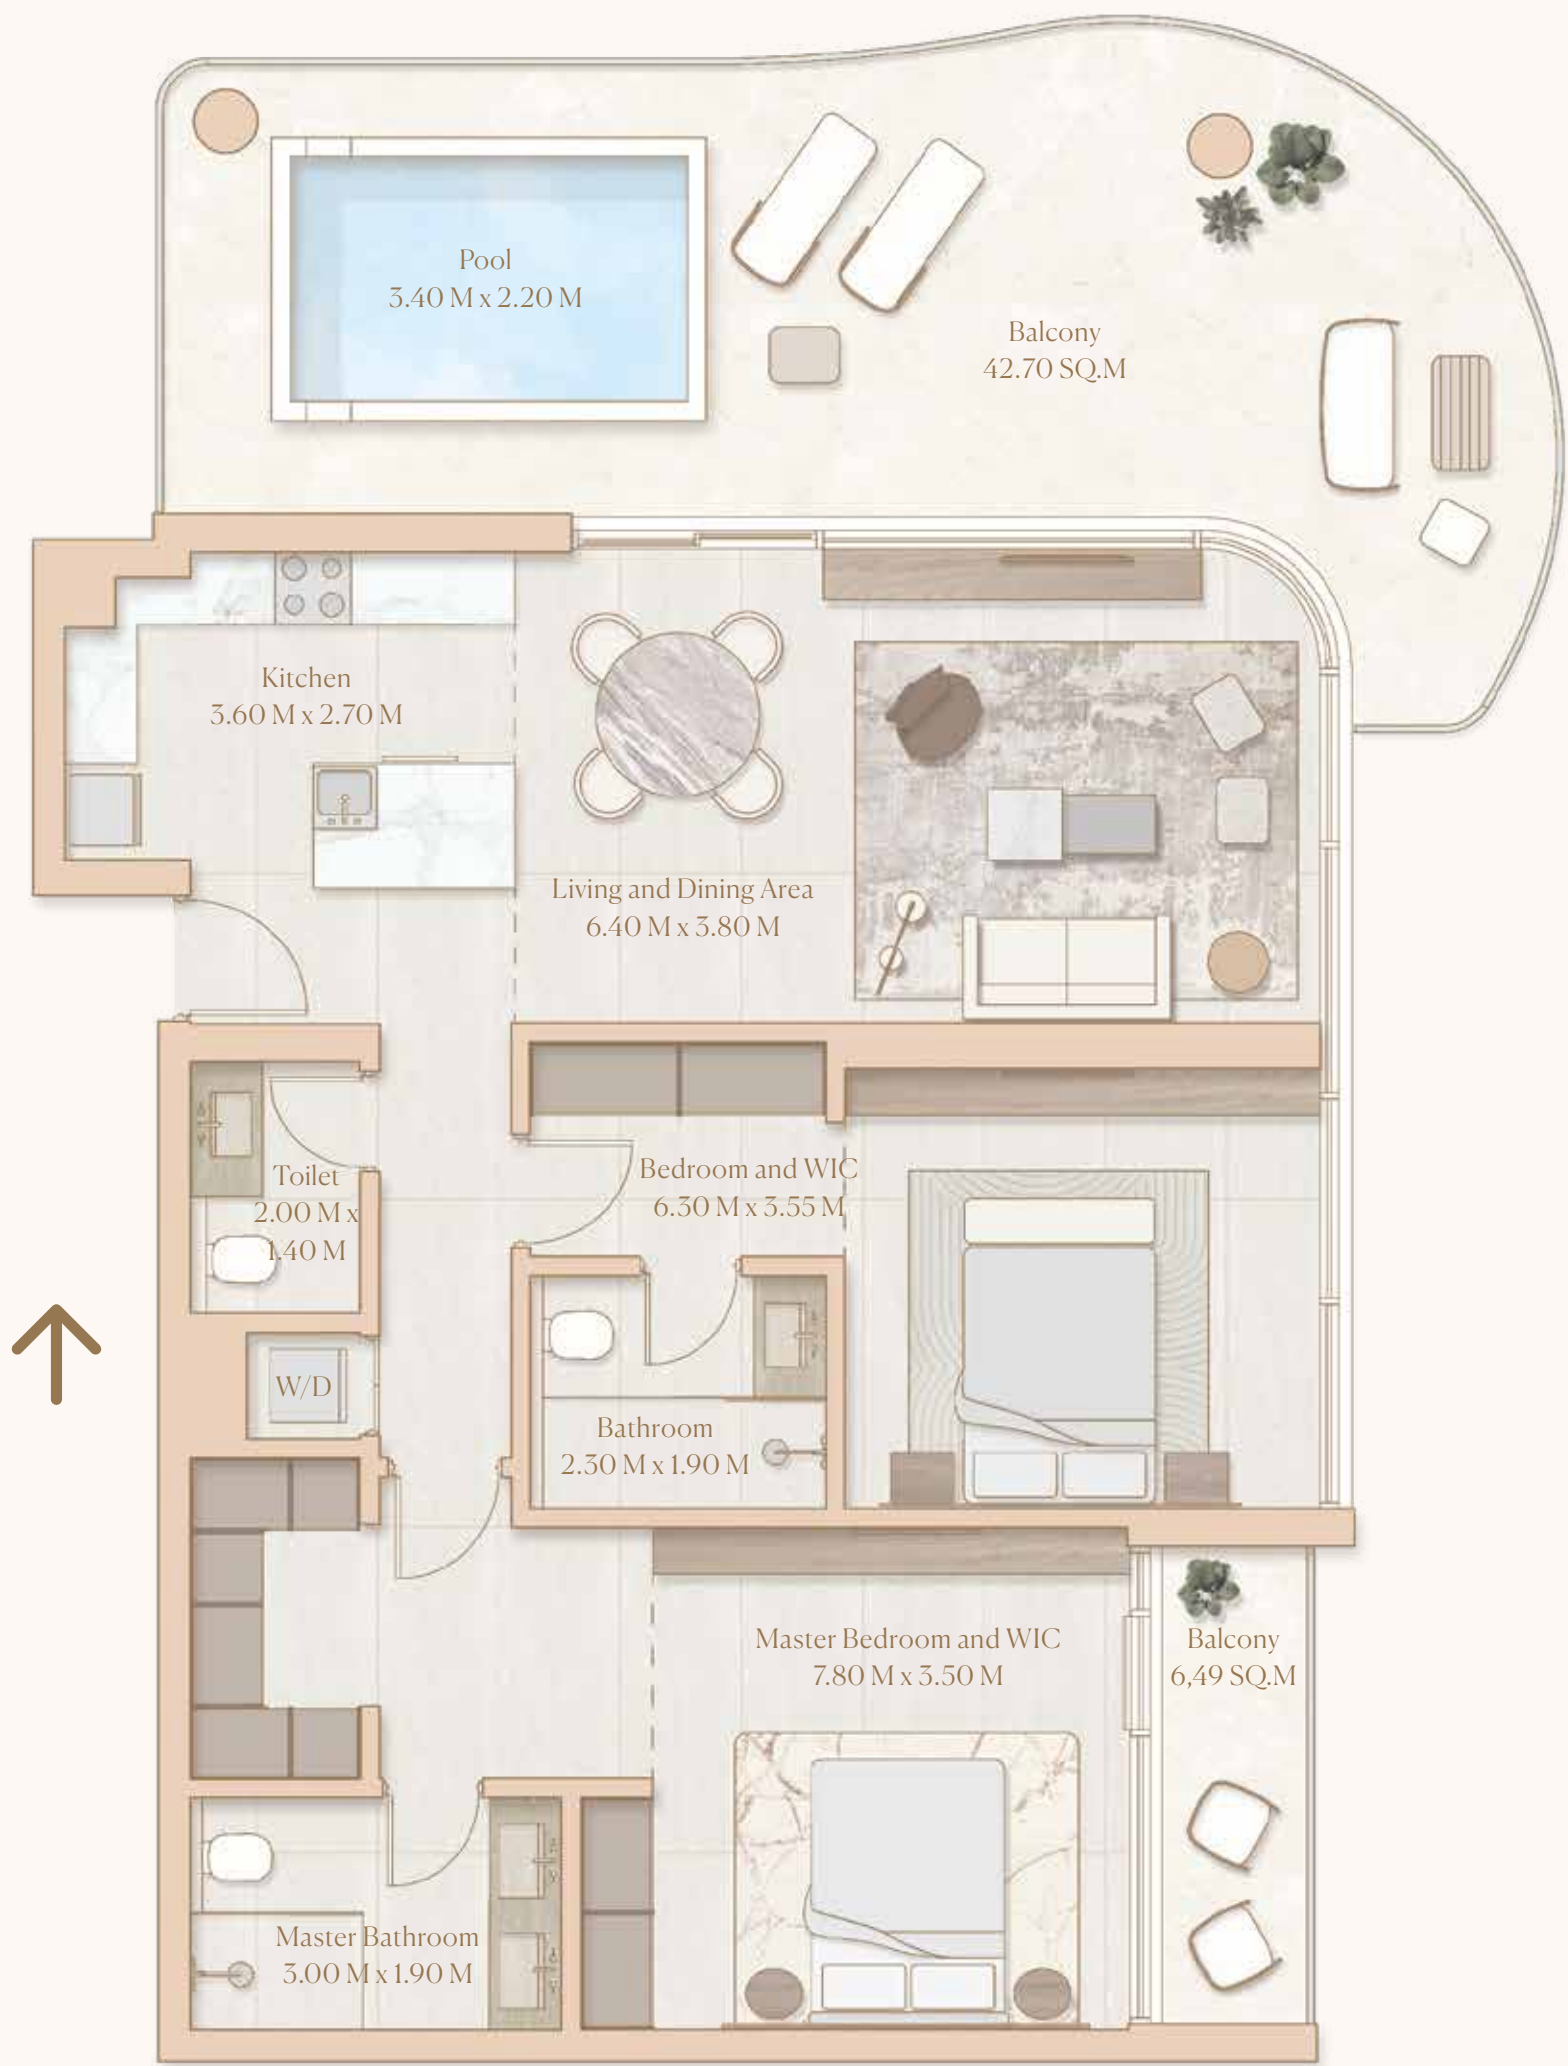 Pool
3.40 M x 2.20 M
Balcony
42.70 SQ.M
Kitchen
3.60 M x 2.70 M
Living and Dining Area
6.40 M x 3.80 M
Toilet
2.00 M x
1.40 M
Bedroom and WIC
6.30 M x 3.55 M
W/D
Bathroom
2.30 M x 1.90 M
Master Bedroom and WIC
7.80 M x 3.50 M
Balcony
6,49 SQ.M
Master Bathroom
3.00 M x 1.90 M